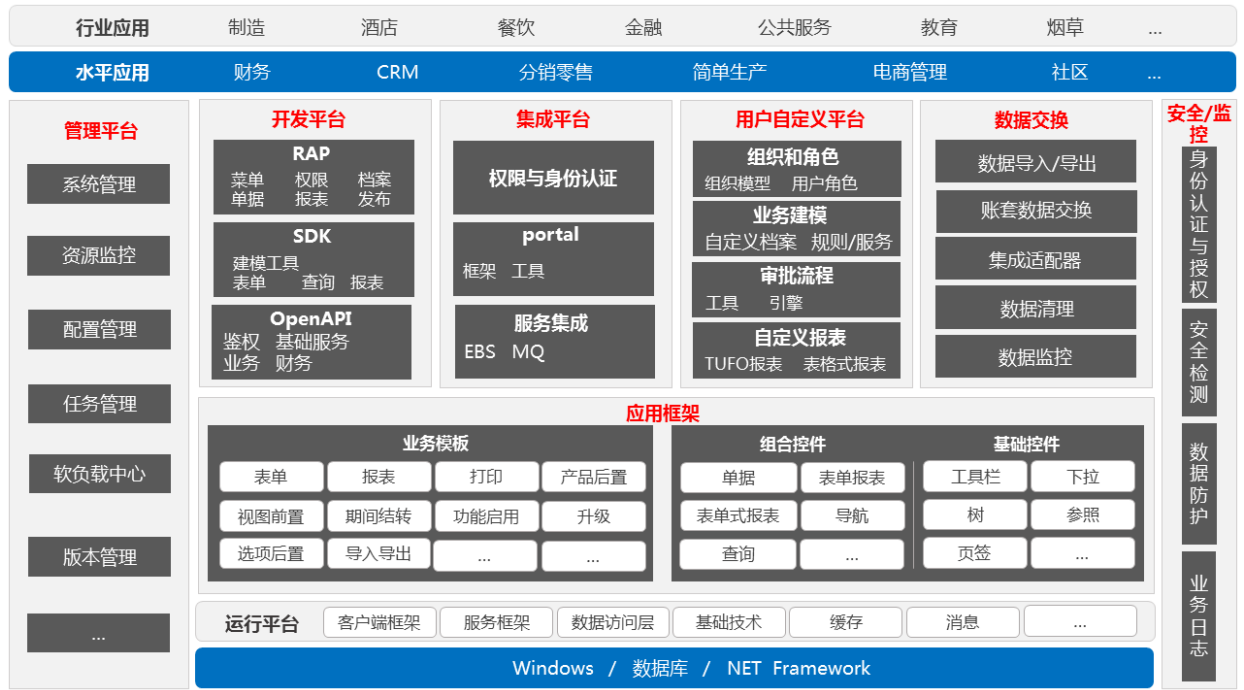 行业应用 制造 酒店 餐饮 金融 公共服务 教育 烟草 ...
水平应用 财务 CRM 分销零售 简单生产 电商管理 社区 ...
管理平台
系统管理
资源监控
配置管理
任务管理
软负载中心
版本管理
...
开发平台
RAP
菜单 权限 档案
单据 报表 发布
SDK
建模工具
表单 查询 报表
OpenAPI
鉴权 基础服务
业务 财务
集成平台
权限与身份认证
portal
框架 工具
服务集成
EBS MQ
用户自定义平台
组织和角色
组织模型 用户角色
业务建模
自定义档案 规则/服务
审批流程
工具 引擎
自定义报表
TUFO报表 表格式报表
数据交换
数据导入/导出
账套数据交换
集成适配器
数据清理
数据监控
应用框架
业务模板
表单 报表 打印 产品后置
视图前置 期间结转 功能启用 升级
选项后置 导入导出 ... ...
组合控件
单据 表单报表
表单式报表 导航
查询 ...
基础控件
工具栏 下拉
树 参照
页签 ...
运行平台 客户端框架 服务框架 数据访问层 基础技术 缓存 消息 ...
Windows / 数据库 / NET Framework
安全/监
控
身份认证与授权
安全检测
数据防护
业务日志